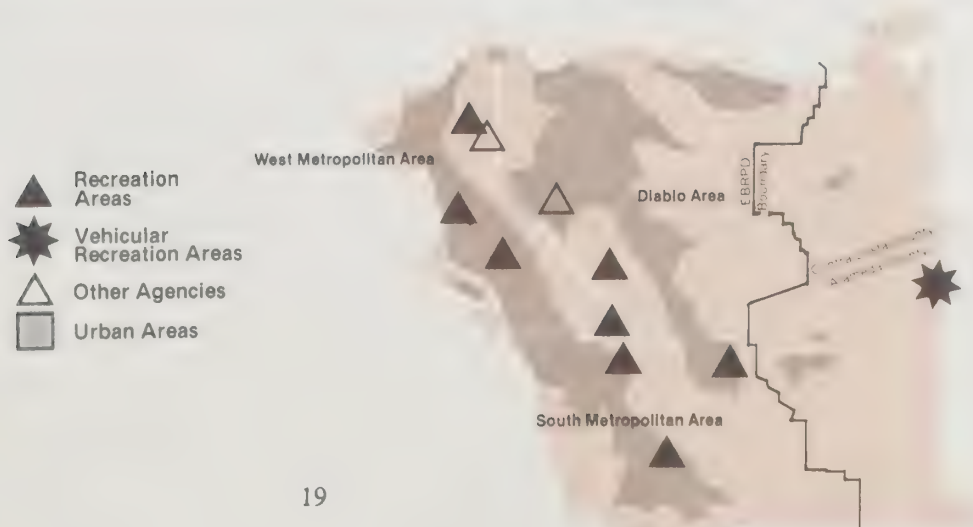 West Metropolitan Area
Diablo Area
EBRPD
Boundary
Recreation
Areas
Vehicular
Recreation Areas
Other Agencies
Urban Areas
South Metropolitan Area
19